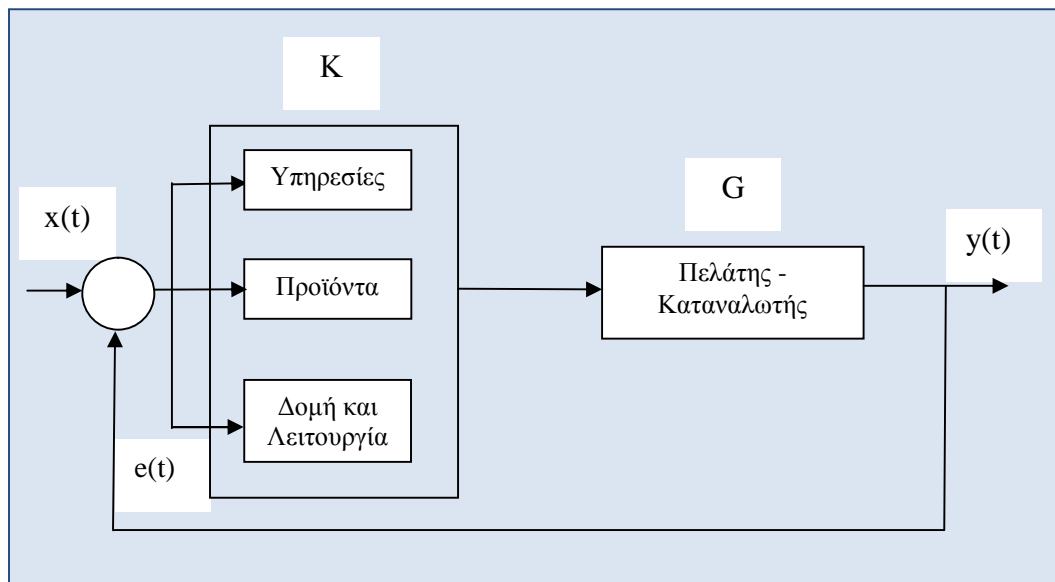 K
Υπηρεσίες
x(t)
G
y(t)
Προϊόντα
Πελάτης -
Καταναλωτής
Δομή και
Λειτουργία
e(t)